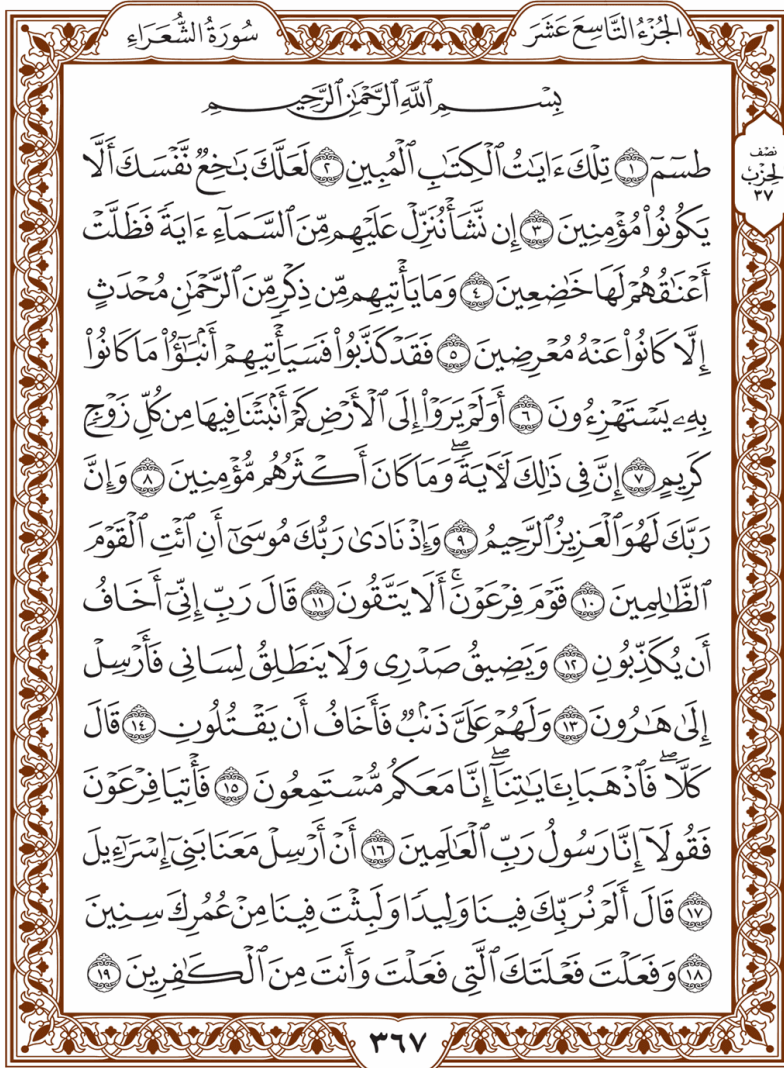 الجُزْءُ التَّاسِعَ عَشَرَ
سُورَةُ الشُّعَرَاءِ
بِسْمِ ٱللَّهِ ٱلرَّحْمَٰنِ ٱلرَّحِيمِ
نصف
الحزب
٣٧
طسٓمٓ ١ تِلْكَ ءَايَٰتُ ٱلْكِتَٰبِ ٱلْمُبِينِ ٢ لَعَلَّكَ بَٰخِعٌ نَّفْسَكَ أَلَّا
يَكُونُوا۟ مُؤْمِنِينَ ٣ إِن نَّشَأْ نُنَزِّلْ عَلَيْهِم مِّنَ ٱلسَّمَآءِ ءَايَةً فَظَلَّتْ
أَعْنَٰقُهُمْ لَهَا خَٰضِعِينَ ٤ وَمَا يَأْتِيهِم مِّن ذِكْرٍ مِّنَ ٱلرَّحْمَٰنِ مُحْدَثٍ
إِلَّا كَانُوا۟ عَنْهُ مُعْرِضِينَ ٥ فَقَدْ كَذَّبُوا۟ فَسَيَأْتِيهِمْ أَنۢبَٰٓؤُا۟ مَا كَانُوا۟
بِهِۦ يَسْتَهْزِءُونَ ٦ أَوَلَمْ يَرَوْا۟ إِلَى ٱلْأَرْضِ كَمْ أَنۢبَتْنَا فِيهَا مِن كُلِّ زَوْجٍ
كَرِيمٍ ٧ إِنَّ فِى ذَٰلِكَ لَءَايَةً ۖ وَمَا كَانَ أَكْثَرُهُم مُّؤْمِنِينَ ٨ وَإِنَّ
رَبَّكَ لَهُوَ ٱلْعَزِيزُ ٱلرَّحِيمُ ٩ وَإِذْ نَادَىٰ رَبُّكَ مُوسَىٰٓ أَنِ ٱئْتِ ٱلْقَوْمَ
ٱلظَّٰلِمِينَ ١٠ قَوْمَ فِرْعَوْنَ ۚ أَلَا يَتَّقُونَ ١١ قَالَ رَبِّ إِنِّىٓ أَخَافُ
أَن يُكَذِّبُونِ ١٢ وَيَضِيقُ صَدْرِى وَلَا يَنطَلِقُ لِسَانِى فَأَرْسِلْ
إِلَىٰ هَٰرُونَ ١٣ وَلَهُمْ عَلَىَّ ذَنۢبٌ فَأَخَافُ أَن يَقْتُلُونِ ١٤ قَالَ
كَلَّا ۖ فَٱذْهَبَا بِـَٔايَٰتِنَآ ۖ إِنَّا مَعَكُم مُّسْتَمِعُونَ ١٥ فَأْتِيَا فِرْعَوْنَ
فَقُولَآ إِنَّا رَسُولُ رَبِّ ٱلْعَٰلَمِينَ ١٦ أَنْ أَرْسِلْ مَعَنَا بَنِىٓ إِسْرَٰٓءِيلَ
١٧ قَالَ أَلَمْ نُرَبِّكَ فِينَا وَلِيدًا وَلَبِثْتَ فِينَا مِنْ عُمُرِكَ سِنِينَ
١٨ وَفَعَلْتَ فَعْلَتَكَ ٱلَّتِى فَعَلْتَ وَأَنتَ مِنَ ٱلْكَٰفِرِينَ ١٩
٣٦٧